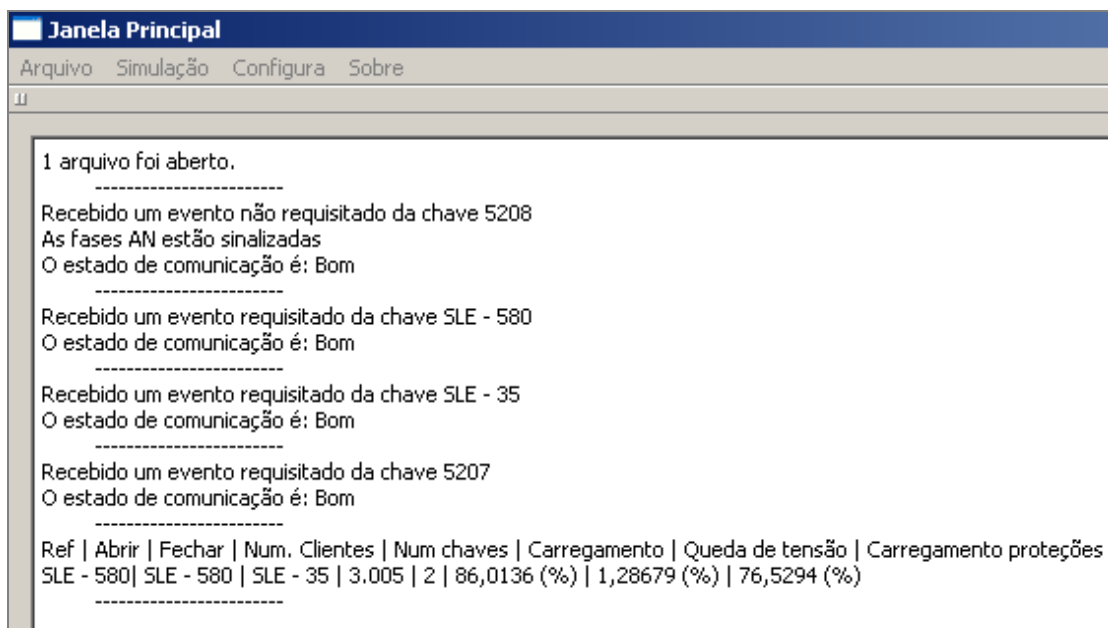 Janela Principal
Arquivo Simulação Configura Sobre
1 arquivo foi aberto.
------------------------
Recebido um evento não requisitado da chave 5208
As fases AN estão sinalizadas
O estado de comunicação é: Bom
------------------------
Recebido um evento requisitado da chave SLE - 580
O estado de comunicação é: Bom
------------------------
Recebido um evento requisitado da chave SLE - 35
O estado de comunicação é: Bom
------------------------
Recebido um evento requisitado da chave 5207
O estado de comunicação é: Bom
------------------------
Ref | Abrir | Fechar | Num. Clientes | Num chaves | Carregamento | Queda de tensão | Carregamento proteções
SLE - 580| SLE - 580 | SLE - 35 | 3.005 | 2 | 86,0136 (%) | 1,28679 (%) | 76,5294 (%)
------------------------